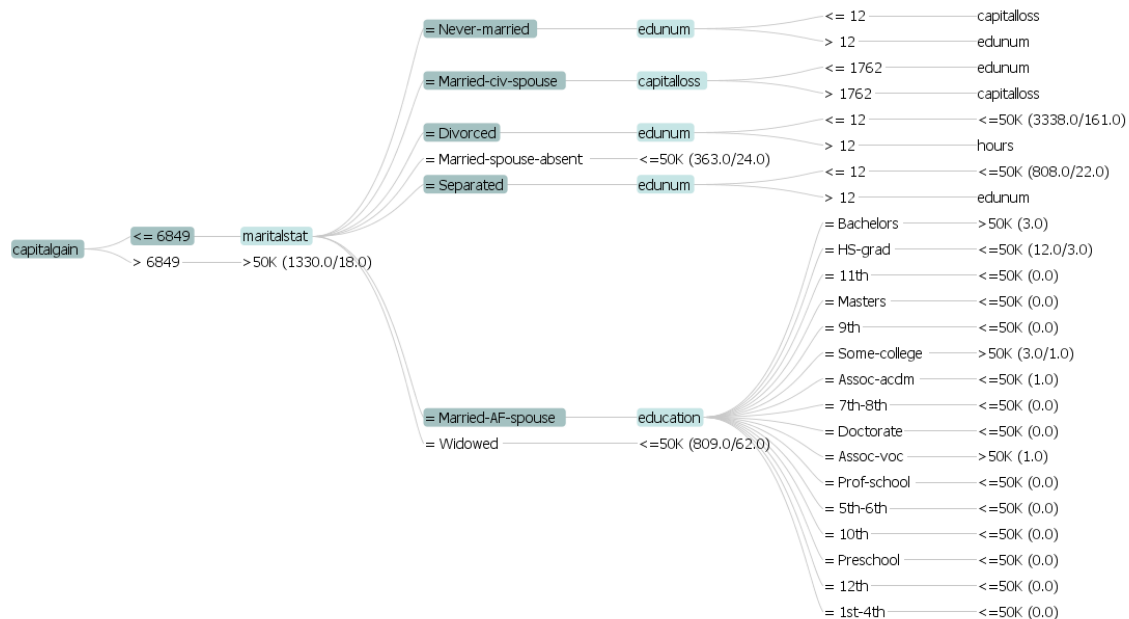 <= 12 capitalloss
= Never-married edunum
> 12 edunum
<= 1762 edunum
= Married-civ-spouse capitalloss
> 1762 capitalloss
<= 12 <=50K (3338.0/161.0)
= Divorced edunum
> 12 hours
= Married-spouse-absent <=50K (363.0/24.0)
<= 12 <=50K (808.0/22.0)
= Separated edunum
> 12 edunum
= Bachelors >50K (3.0)
<= 6849 maritalstat
capitalgain
= HS-grad <=50K (12.0/3.0)
> 6849 >50K (1330.0/18.0)
= 11th <=50K (0.0)
= Masters <=50K (0.0)
= 9th <=50K (0.0)
= Some-college >50K (3.0/1.0)
= Assoc-acdm <=50K (1.0)
= 7th-8th <=50K (0.0)
= Married-AF-spouse education
= Doctorate <=50K (0.0)
= Widowed <=50K (809.0/62.0)
= Assoc-voc >50K (1.0)
= Prof-school <=50K (0.0)
= 5th-6th <=50K (0.0)
= 10th <=50K (0.0)
= Preschool <=50K (0.0)
= 12th <=50K (0.0)
= 1st-4th <=50K (0.0)